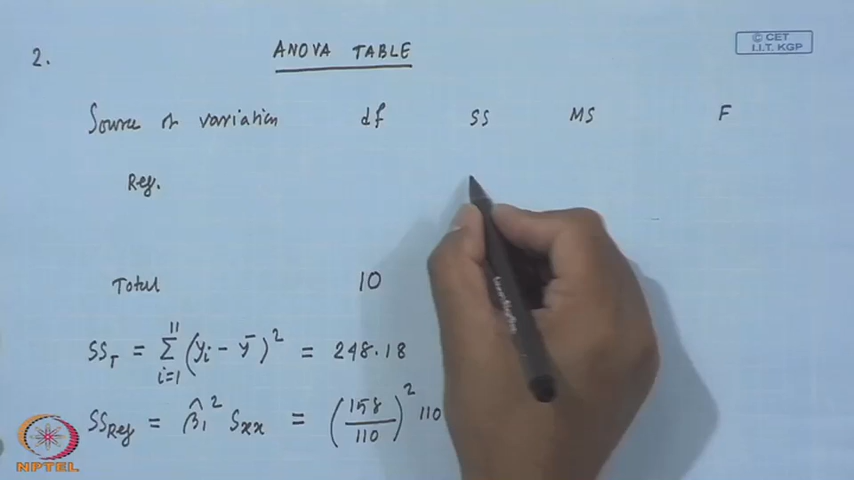 2. ANOVA TABLE
© CET
I.I.T. KGP
Source of variation df SS MS F
Reg.
Total 10
SS_T = Σ_{i=1}^{11} (y_i - ȳ)² = 248.18
SS_Reg = β̂₁² S_xx = (158/110)² 110
NPTEL